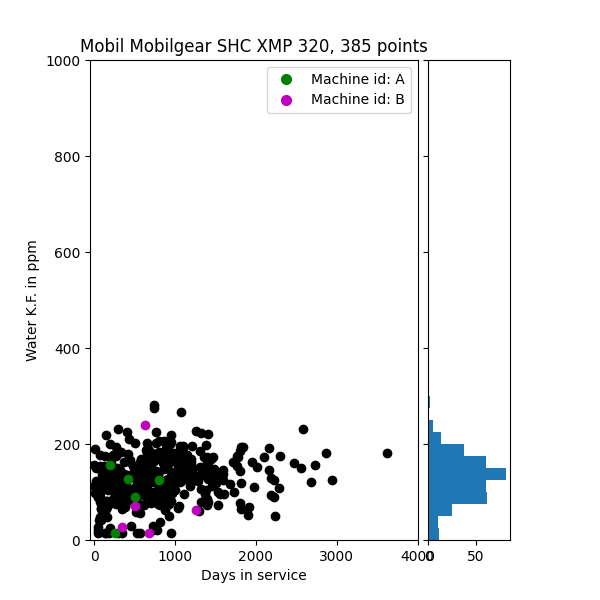 Mobil Mobilgear SHC XMP 320, 385 points
Machine id: A
Machine id: B
Water K.F. in ppm
1000
800
600
400
200
0
0 1000 2000 3000 4000
0 50
Days in service